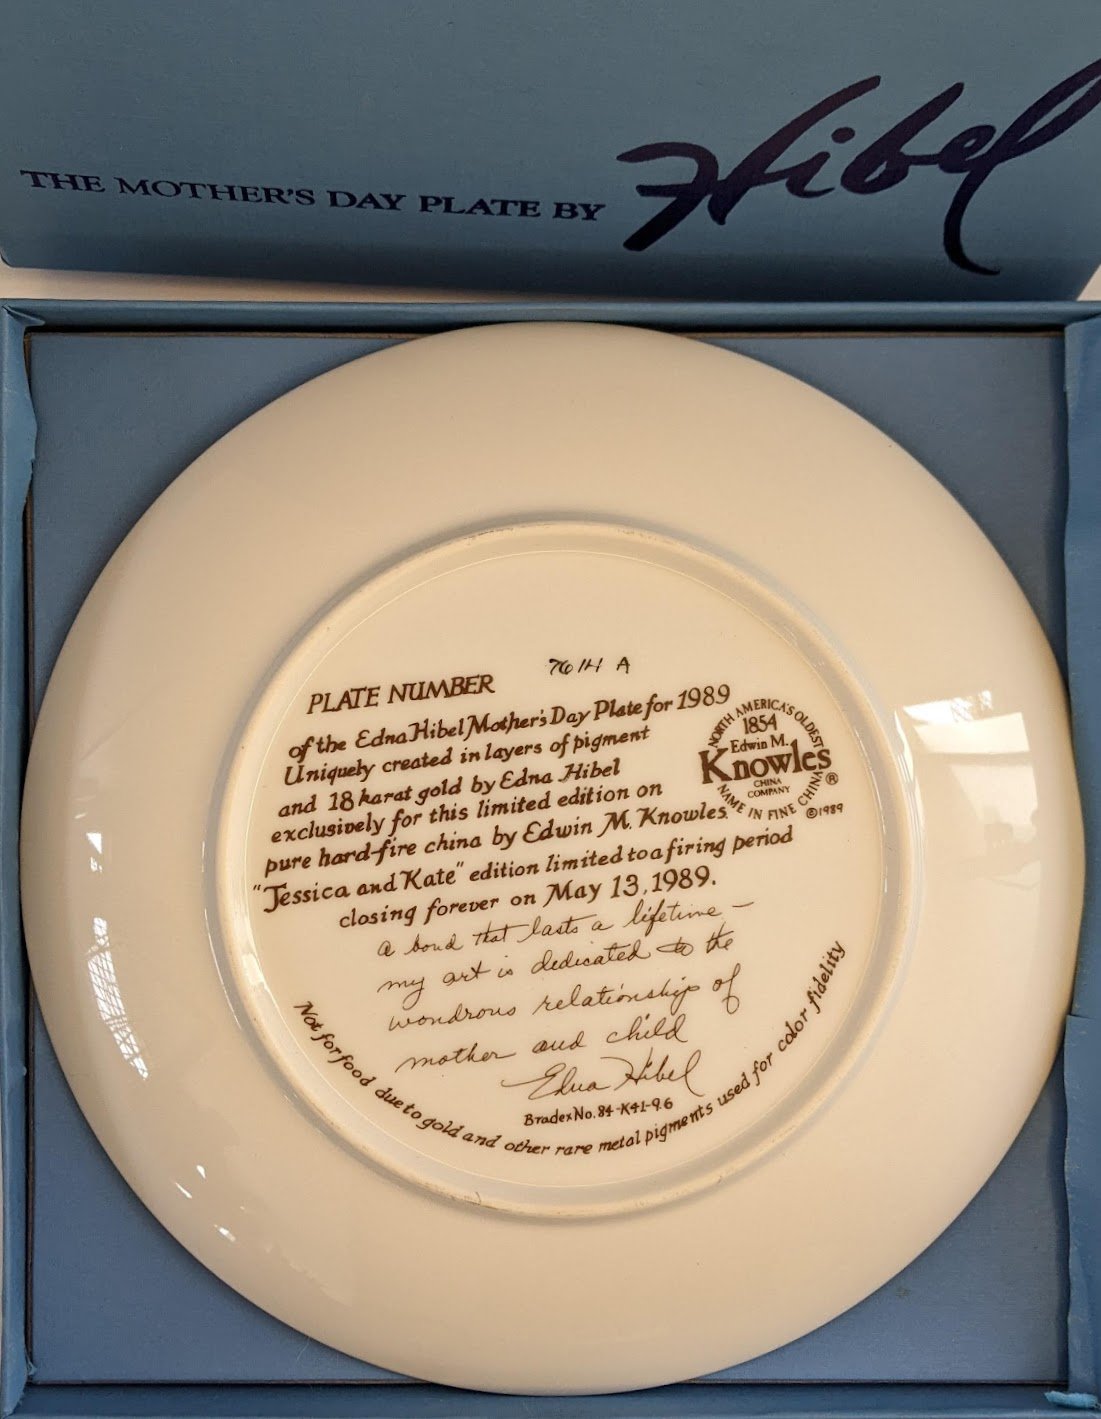 THE MOTHER'S DAY PLATE BY Hibel
PLATE NUMBER 7614 A
of the Edna Hibel Mother's Day Plate for 1989
Uniquely created in layers of pigment
and 18 karat gold by Edna Hibel
exclusively for this limited edition on
pure hard-fire china by Edwin M. Knowles.
"Jessica and Kate" edition limited to a firing period
closing forever on May 13, 1989.
NORTH AMERICA'S OLDEST
1854
Edwin M.
Knowles
CHINA
COMPANY
NAME IN FINE CHINA ®
©1989
a bond that lasts a lifetime —
my art is dedicated to the
wondrous relationship of
mother and child
Edna Hibel
Bradex No. 84-K41-9.6
Not for food due to gold and other rare metal pigments used for color fidelity